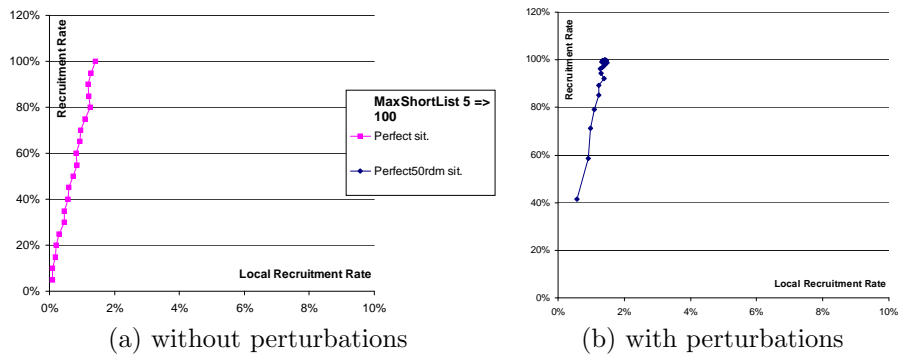 120%
100%
80%
60%
40%
20%
0%
Recruitment Rate
Local Recruitment Rate
0% 2% 4% 6% 8% 10%
MaxShortList 5 =>
100
Perfect sit.
Perfect50rdm sit.
(a) without perturbations
120%
100%
80%
60%
40%
20%
0%
Recruitment Rate
Local Recruitment Rate
0% 2% 4% 6% 8% 10%
(b) with perturbations